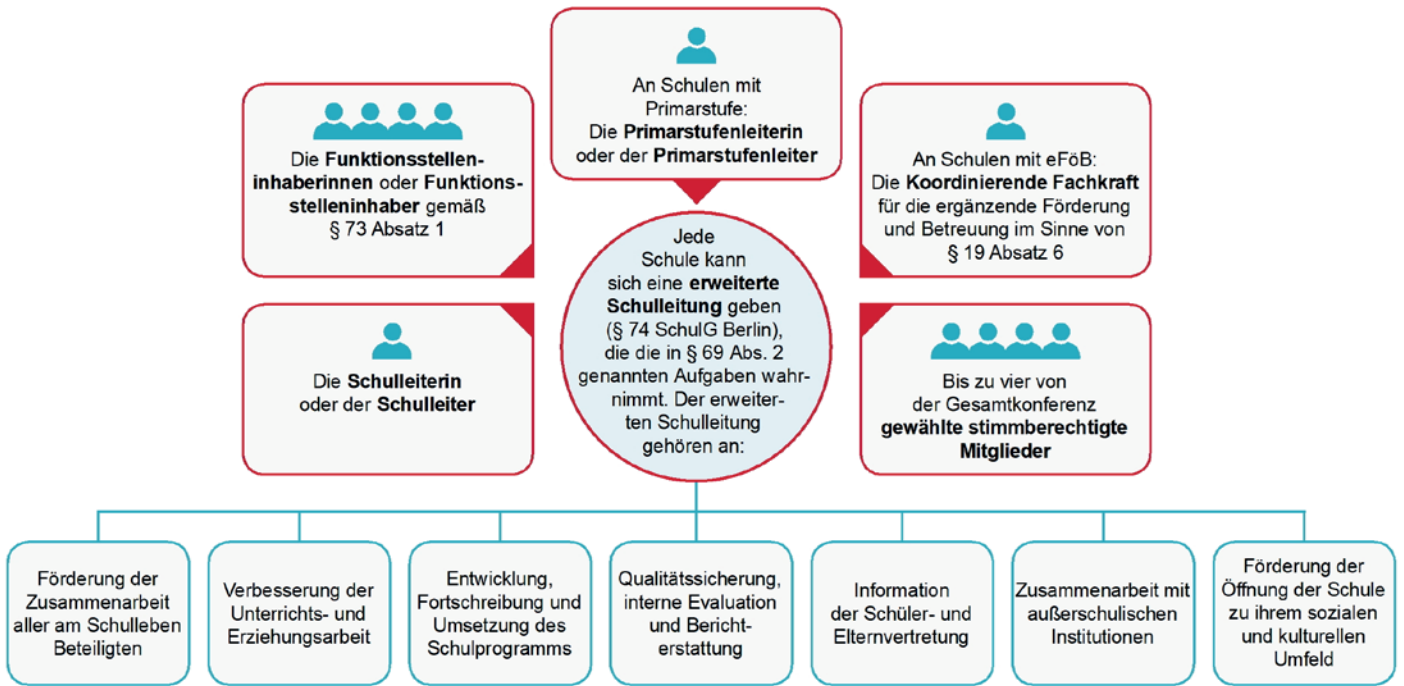 An Schulen mit
Primarstufe:
Die Primarstufenleiterin
oder der Primarstufenleiter
Die Funktionsstellen-
inhaberinnen oder Funktions-
stelleninhaber gemäß
§ 73 Absatz 1
An Schulen mit eFöB:
Die Koordinierende Fachkraft
für die ergänzende Förderung
und Betreuung im Sinne von
§ 19 Absatz 6
Jede
Schule kann
sich eine erweiterte
Schulleitung geben
(§ 74 SchulG Berlin),
die die in § 69 Abs. 2
genannten Aufgaben wahr-
nimmt. Der erweiter-
ten Schulleitung
gehören an:
Die Schulleiterin
oder der Schulleiter
Bis zu vier von
der Gesamtkonferenz
gewählte stimmberechtigte
Mitglieder
Förderung der
Zusammenarbeit
aller am Schulleben
Beteiligten
Verbesserung der
Unterrichts- und
Erziehungsarbeit
Entwicklung,
Fortschreibung und
Umsetzung des
Schulprogramms
Qualitätssicherung,
interne Evaluation
und Bericht-
erstattung
Information
der Schüler- und
Elternvertretung
Zusammenarbeit mit
außerschulischen
Institutionen
Förderung der
Öffnung der Schule
zu ihrem sozialen
und kulturellen
Umfeld